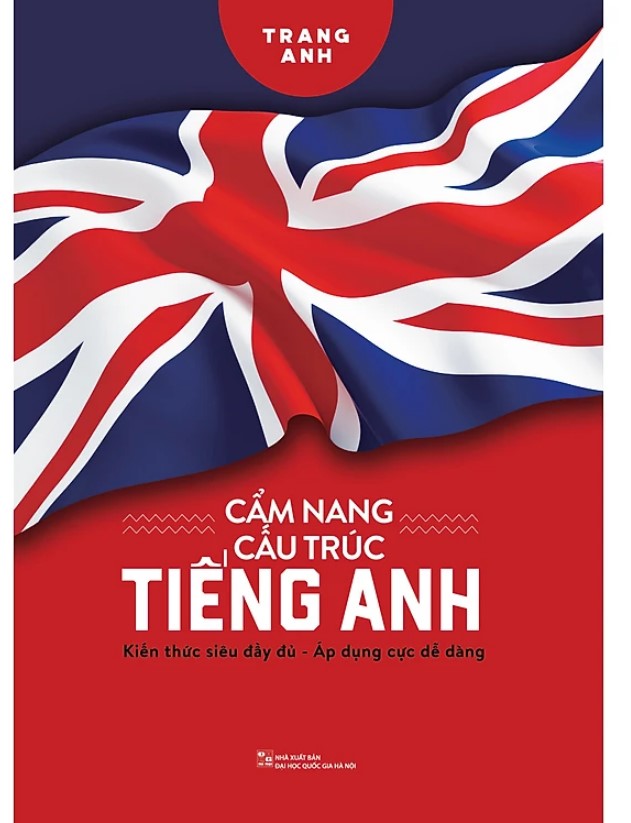 TRANG
ANH
CẨM NANG
CẤU TRÚC
TIẾNG ANH
Kiến thức siêu đầy đủ - Áp dụng cực dễ dàng
NHÀ XUẤT BẢN
ĐẠI HỌC QUỐC GIA HÀ NỘI